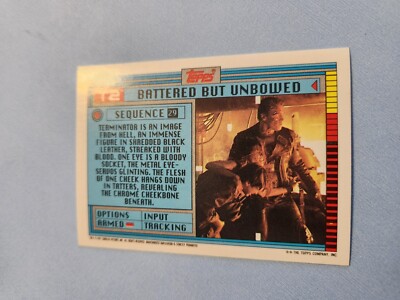 Topps
T2
BATTERED BUT UNBOWED
SEQUENCE 29
TERMINATOR IS AN IMAGE
FROM HELL, AN IMMENSE
FIGURE IN SHREDDED BLACK
LEATHER, STREAKED WITH
BLOOD. ONE EYE IS A BLOODY
SOCKET, THE METAL EYE-
SERVOS GLINTING. THE FLESH
OF ONE CHEEK HANGS DOWN
IN TATTERS, REVEALING
THE CHROME CHEEKBONE
BENEATH.
OPTIONS INPUT
ARMED TRACKING
THE TOPPS COMPANY, INC.